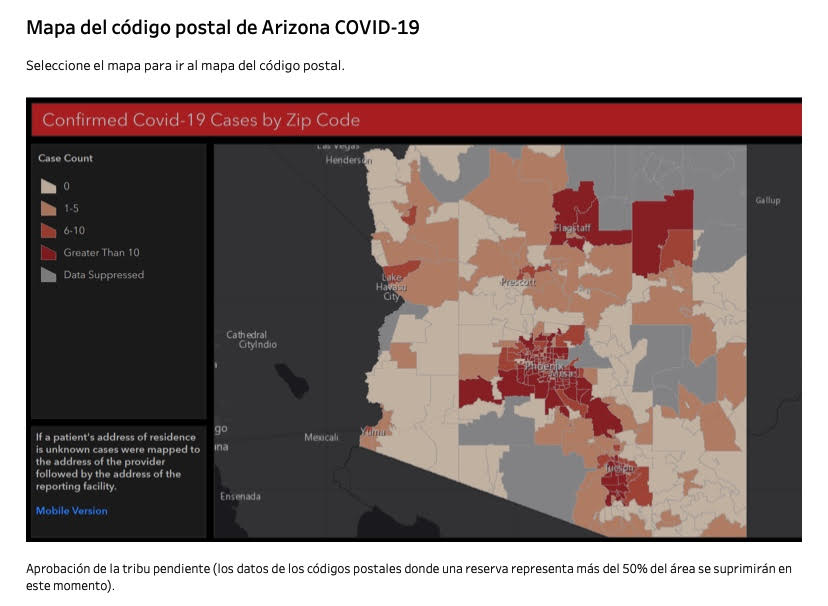 Mapa del código postal de Arizona COVID-19
Seleccione el mapa para ir al mapa del código postal.
Confirmed Covid-19 Cases by Zip Code
Case Count
0
1-5
6-10
Greater Than 10
Data Suppressed
If a patient's address of residence
is unknown cases were mapped to
the address of the provider
followed by the address of the
reporting facility.
Mobile Version
Las Vegas
Henderson
Gallup
Flagstaff
Lake
Havasu
City
Prescott
Cathedral
CityIndio
Phoenix
Mesa
go
na
Mexicali
Yuma
Tucson
Ensenada
Aprobación de la tribu pendiente (los datos de los códigos postales donde una reserva representa más del 50% del área se suprimirán en
este momento).